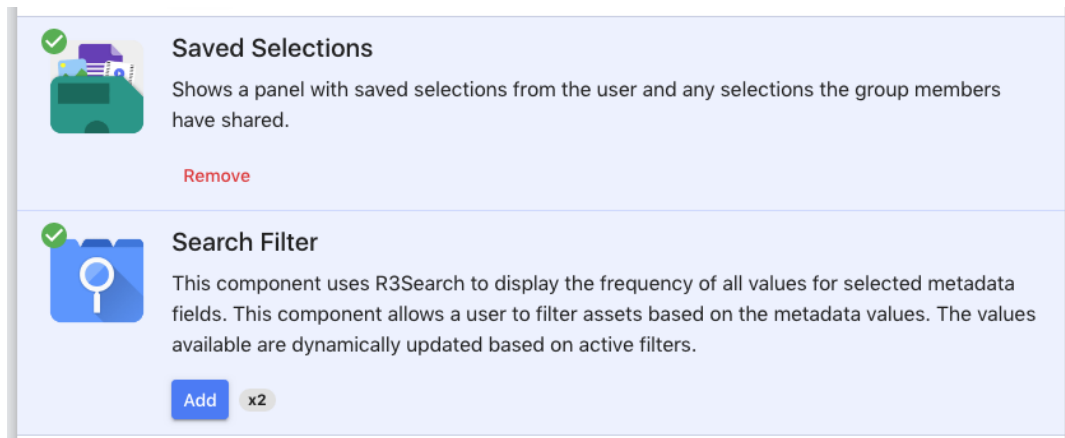 Saved Selections
Shows a panel with saved selections from the user and any selections the group members
have shared.
Remove
Search Filter
This component uses R3Search to display the frequency of all values for selected metadata
fields. This component allows a user to filter assets based on the metadata values. The values
available are dynamically updated based on active filters.
Add x2